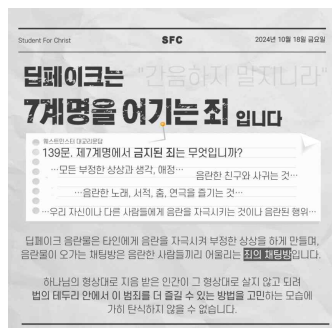 Student For Christ
SFC
2024년 10월 18일 금요일
딥페이크는 "간음하지 말지니라"
7계명을 어기는 죄 입니다
웨스트민스터 대교리문답
139문. 제7계명에서 금지된 죄는 무엇입니까?
…모든 부정한 상상과 생각, 애정…
음란한 친구와 사귀는 것…
…음란한 노래, 서적, 춤, 연극을 즐기는 것…
…우리 자신이나 다른 사람들에게 음란을 자극시키는 것이나 음란된 행위…
딥페이크 음란물은 타인에게 음란을 자극시켜 부정한 상상을 하게 만들며,
음란물이 오가는 채팅방은 음란한 사람들끼리 어울리는 죄의 채팅방입니다.
하나님의 형상대로 지음 받은 인간이 그 형상대로 살지 않고 되려
법의 테두리 안에서 이 범죄를 더 즐길 수 있는 방법을 고민하는 모습에
가히 탄식하지 않을 수 없습니다.